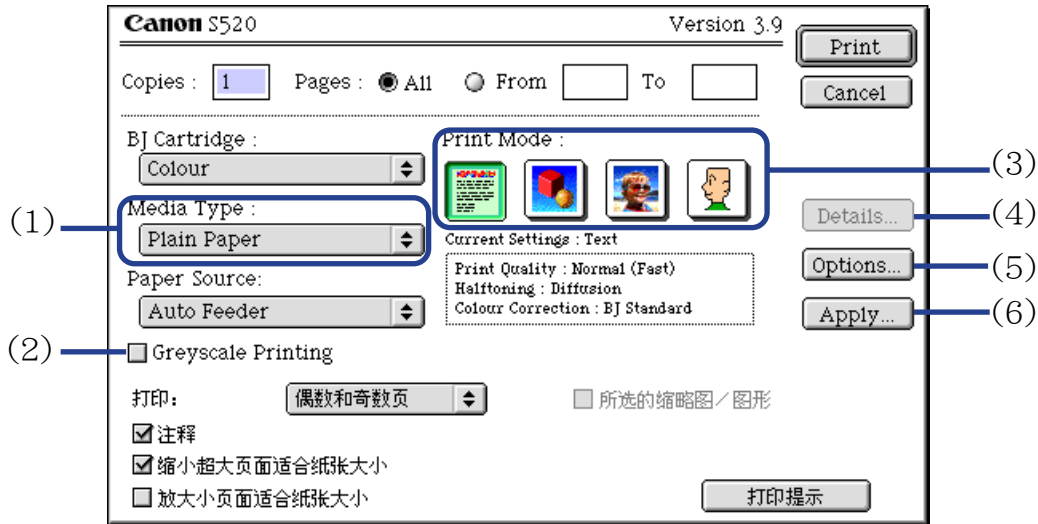 Canon S520 Version 3.9
Print
Copies : 1 Pages : All From To
Cancel
BJ Cartridge :
Colour
Print Mode :
(3)
(1)
Media Type :
Plain Paper
Details...
(4)
Current Settings : Text
Print Quality : Normal (Fast)
Halftoning : Diffusion
Colour Correction : BJ Standard
Options...
(5)
Paper Source:
Auto Feeder
Apply...
(6)
(2)
Greyscale Printing
打印： 偶数和奇数页 所选的缩略图／图形
注释
缩小超大页面适合纸张大小
放大小页面适合纸张大小
打印提示